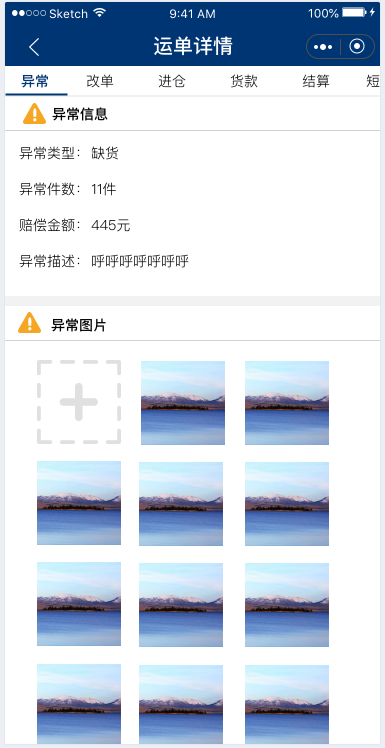 Sketch 9:41 AM 100%
运单详情
异常 改单 进仓 货款 结算 短
异常信息
异常类型： 缺货
异常件数： 11件
赔偿金额： 445元
异常描述： 呼呼呼呼呼呼呼
异常图片